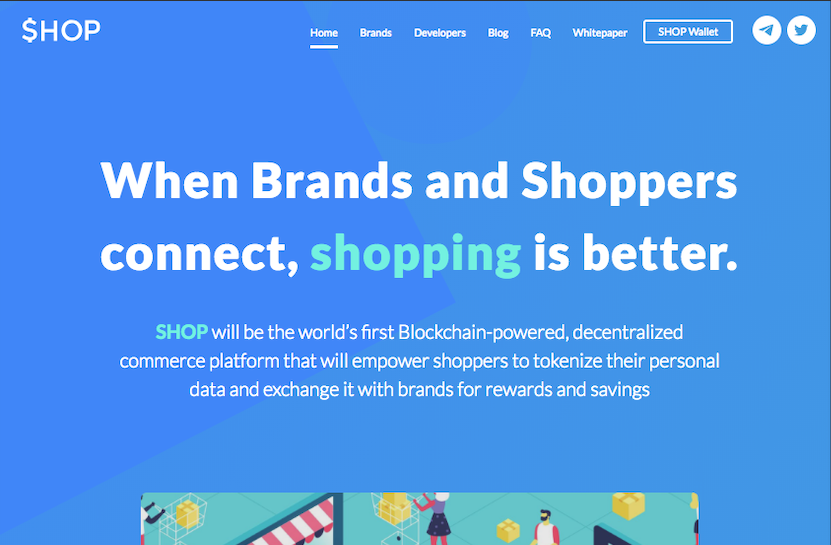 $HOP
Home Brands Developers Blog FAQ Whitepaper SHOP Wallet
When Brands and Shoppers
connect, shopping is better.
SHOP will be the world’s first Blockchain-powered, decentralized
commerce platform that will empower shoppers to tokenize their personal
data and exchange it with brands for rewards and savings